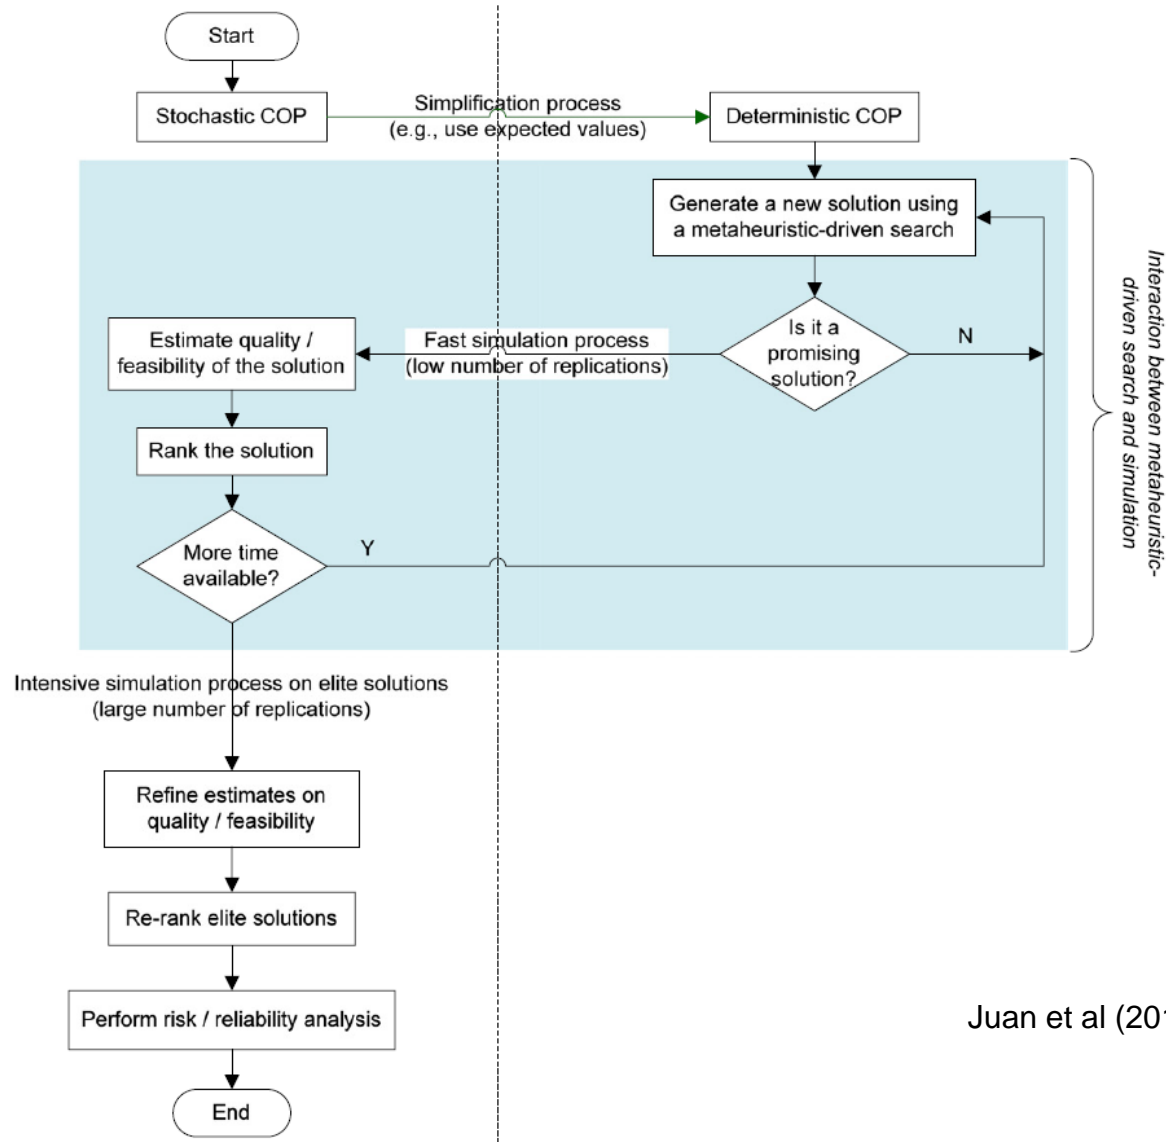 Start
Stochastic COP
Simplification process
(e.g., use expected values)
Deterministic COP
Generate a new solution using
a metaheuristic-driven search
Is it a
promising
solution?
N
Fast simulation process
(low number of replications)
Estimate quality /
feasibility of the solution
Rank the solution
More time
available?
Y
Interaction between metaheuristic-
driven search and simulation
Intensive simulation process on elite solutions
(large number of replications)
Refine estimates on
quality / feasibility
Re-rank elite solutions
Perform risk / reliability analysis
End
Juan et al